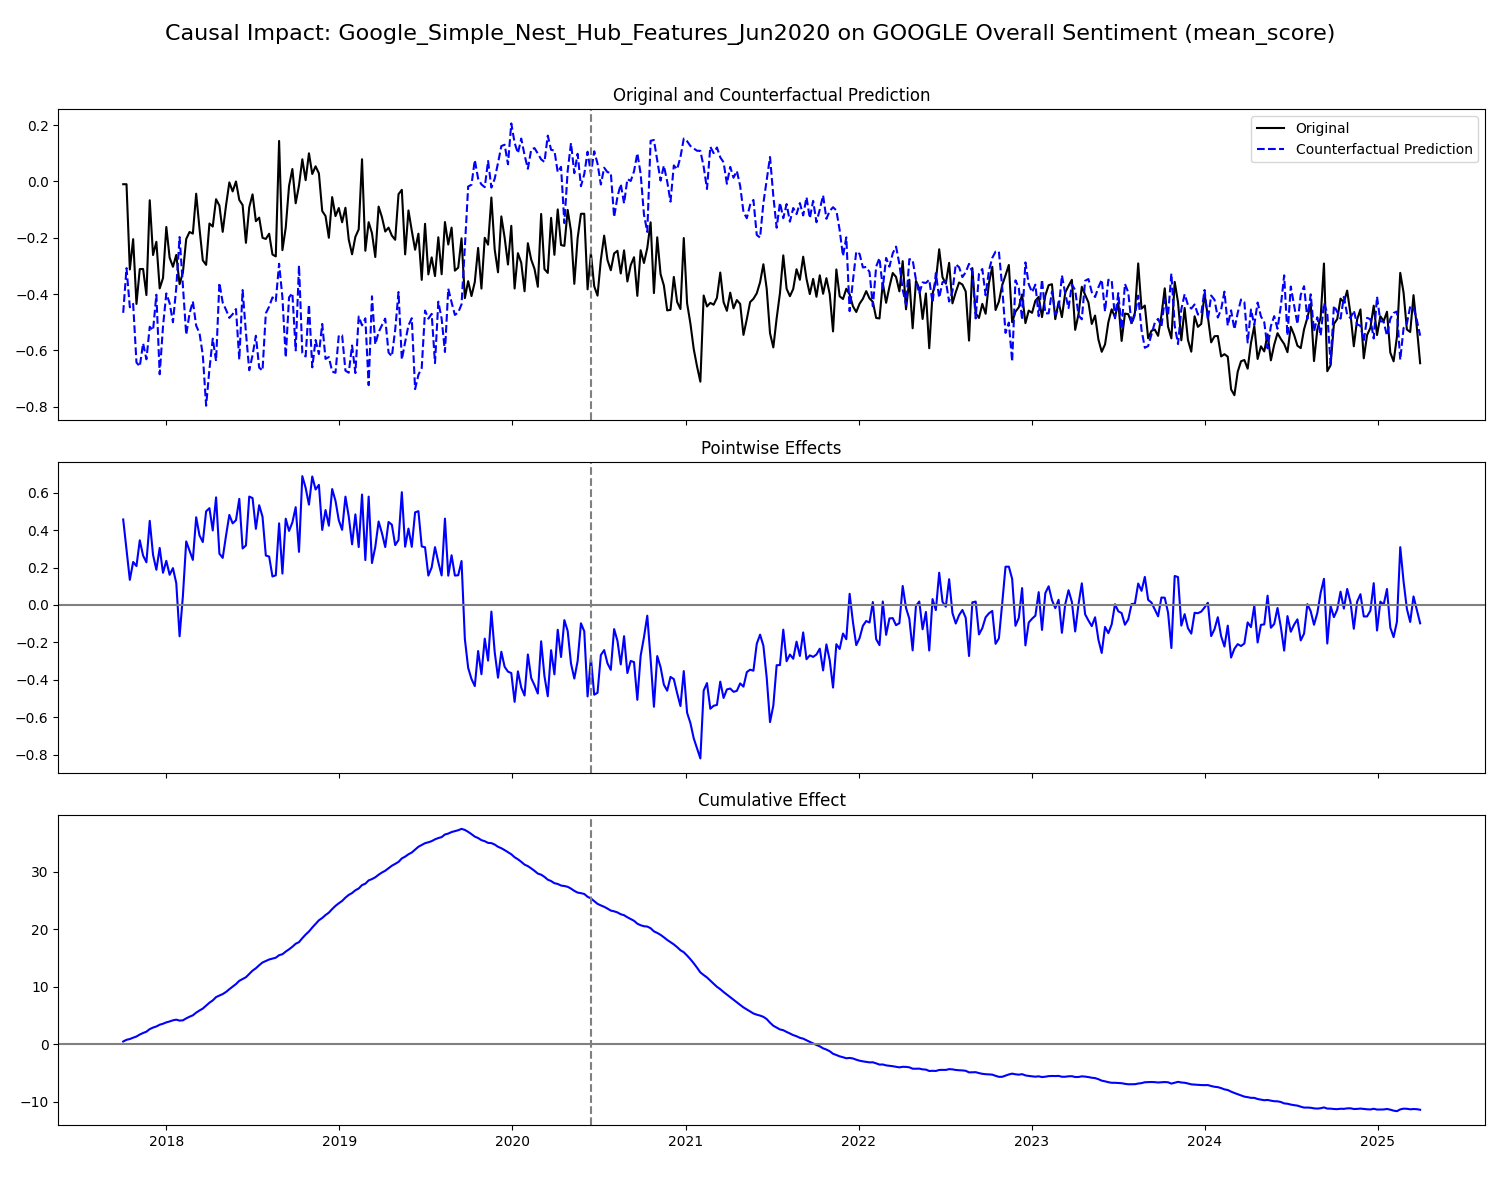 Causal Impact: Google_Simple_Nest_Hub_Features_Jun2020 on GOOGLE Overall Sentiment (mean_score)
Original and Counterfactual Prediction
0.2
0.0
−0.2
−0.4
−0.6
−0.8
Original
Counterfactual Prediction
Pointwise Effects
0.6
0.4
0.2
0.0
−0.2
−0.4
−0.6
−0.8
Cumulative Effect
30
20
10
0
−10
2018 2019 2020 2021 2022 2023 2024 2025